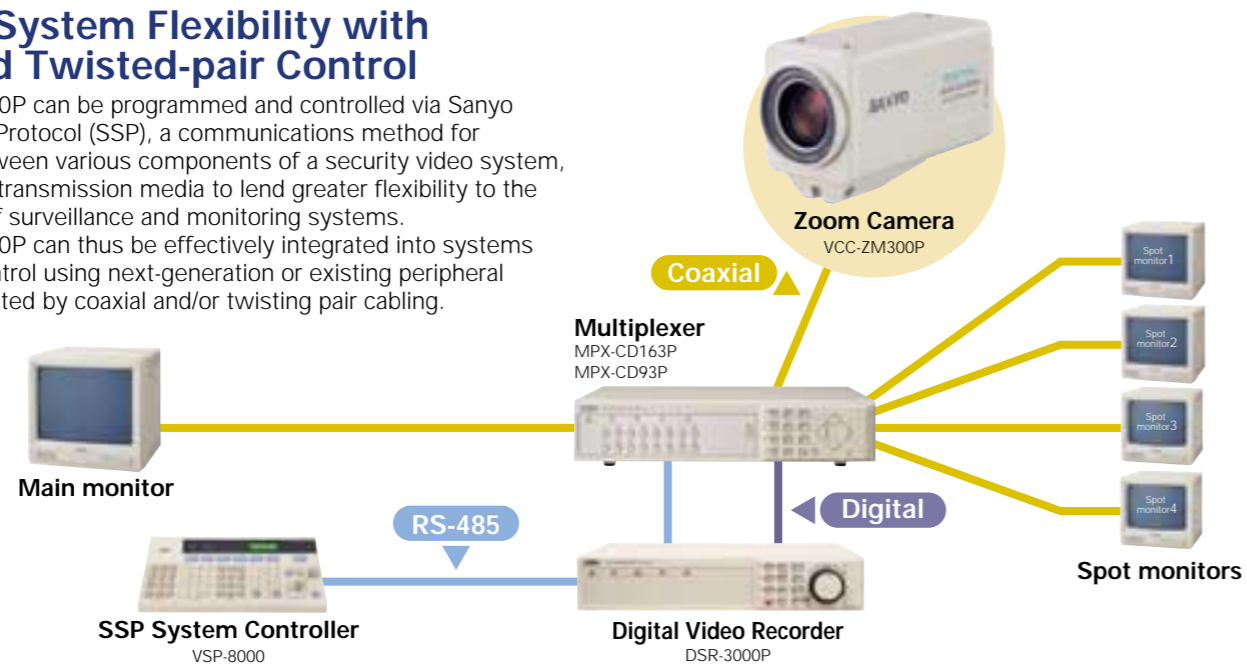 System Flexibility with
d Twisted-pair Control
0P can be programmed and controlled via Sanyo
Protocol (SSP), a communications method for
ween various components of a security video system,
transmission media to lend greater flexibility to the
f surveillance and monitoring systems.
0P can thus be effectively integrated into systems
ntrol using next-generation or existing peripheral
ted by coaxial and/or twisting pair cabling.
SANYO
Zoom Camera
VCC-ZM300P
Coaxial
Multiplexer
MPX-CD163P
MPX-CD93P
Spot
monitor1
Spot
monitor2
Spot
monitor3
Spot
monitor4
Spot monitors
Main monitor
RS-485
Digital
SSP System Controller
VSP-8000
Digital Video Recorder
DSR-3000P